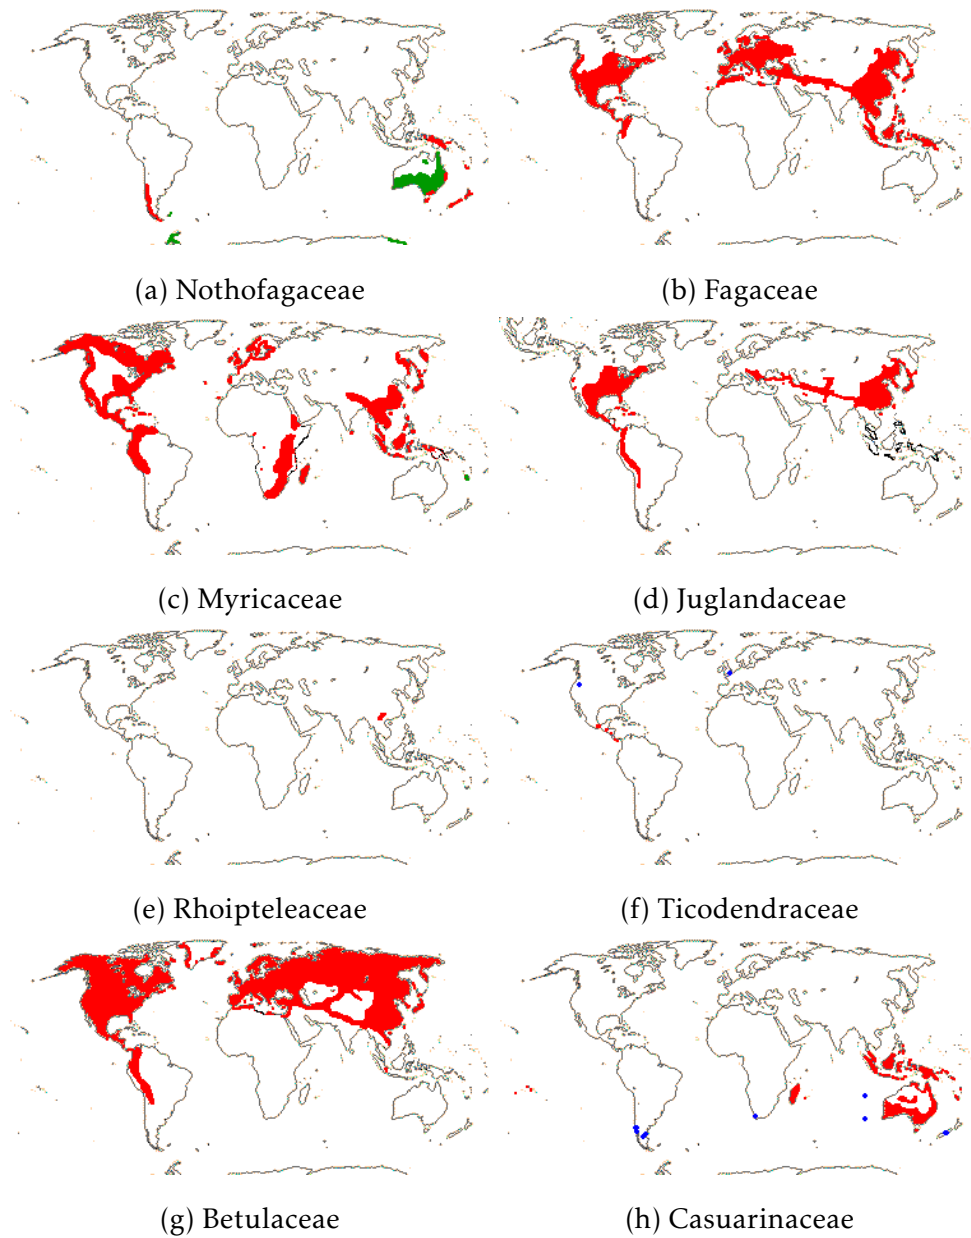 (a) Nothofagaceae
(b) Fagaceae
(c) Myricaceae
(d) Juglandaceae
(e) Rhoipteleaceae
(f) Ticodendraceae
(g) Betulaceae
(h) Casuarinaceae